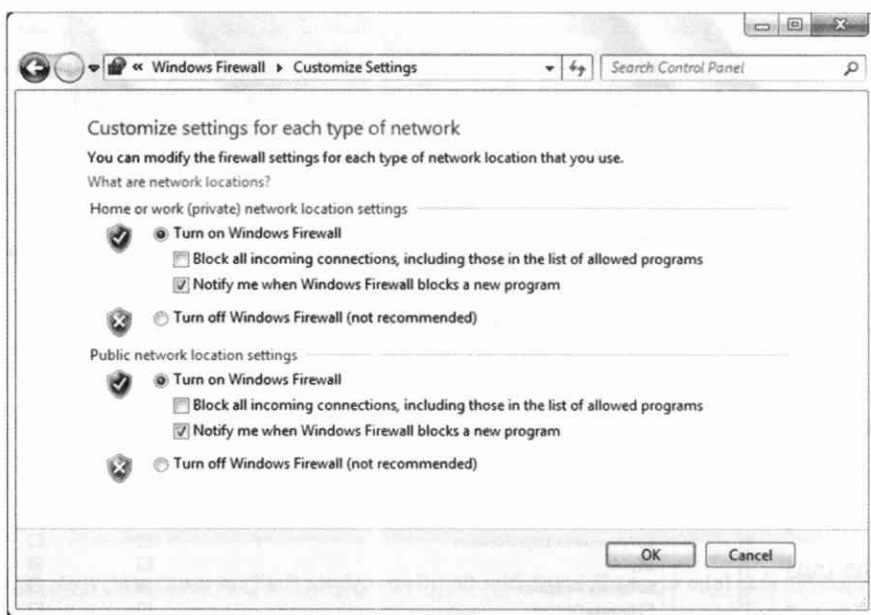 « Windows Firewall ▸ Customize Settings Search Control Panel
Customize settings for each type of network
You can modify the firewall settings for each type of network location that you use.
What are network locations?
Home or work (private) network location settings
Turn on Windows Firewall
Block all incoming connections, including those in the list of allowed programs
Notify me when Windows Firewall blocks a new program
Turn off Windows Firewall (not recommended)
Public network location settings
Turn on Windows Firewall
Block all incoming connections, including those in the list of allowed programs
Notify me when Windows Firewall blocks a new program
Turn off Windows Firewall (not recommended)
OK Cancel